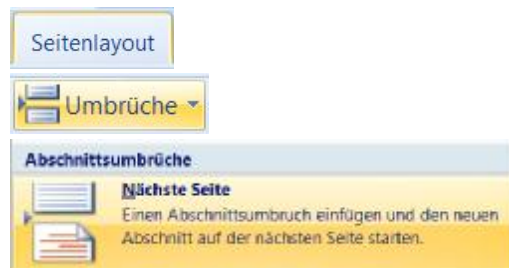 Seitenlayout
Umbrüche
Abschnittsumbrüche
Nächste Seite
Einen Abschnittsumbruch einfügen und den neuen
Abschnitt auf der nächsten Seite starten.